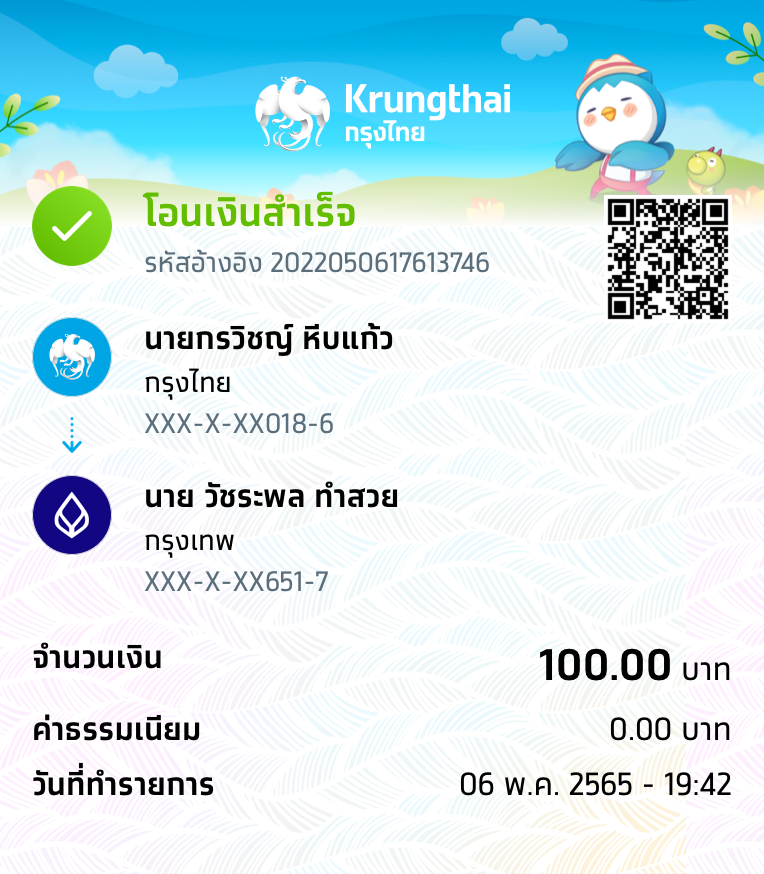 Krungthai
กรุงไทย
โอนเงินสำเร็จ
รหัสอ้างอิง 2022050617613746
นายกรวิชญ์ หีบแก้ว
กรุงไทย
XXX-X-XX018-6
นาย วัชระพล ทำสวย
กรุงเทพ
XXX-X-XX651-7
จำนวนเงิน 100.00 บาท
ค่าธรรมเนียม 0.00 บาท
วันที่ทำรายการ 06 พ.ค. 2565 - 19:42